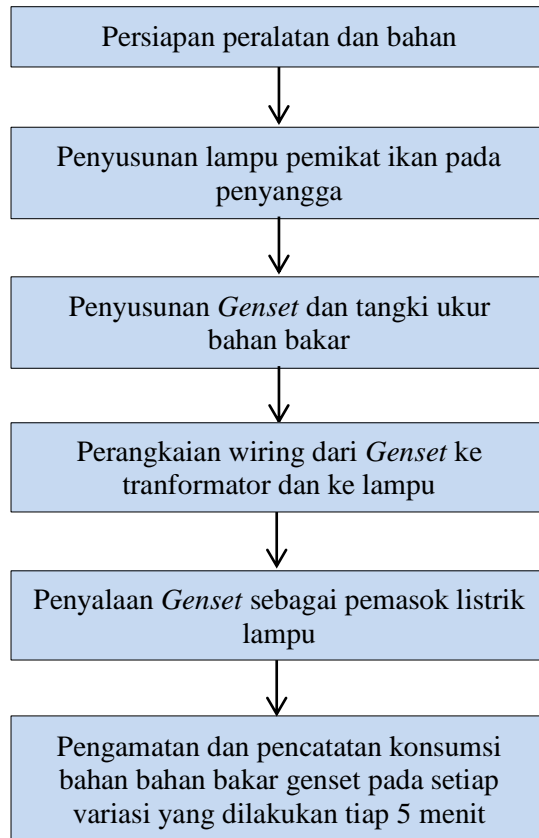 Persiapan peralatan dan bahan
Penyusunan lampu pemikat ikan pada
penyangga
Penyusunan Genset dan tangki ukur
bahan bakar
Perangkaian wiring dari Genset ke
tranformator dan ke lampu
Penyalaan Genset sebagai pemasok listrik
lampu
Pengamatan dan pencatatan konsumsi
bahan bahan bakar genset pada setiap
variasi yang dilakukan tiap 5 menit